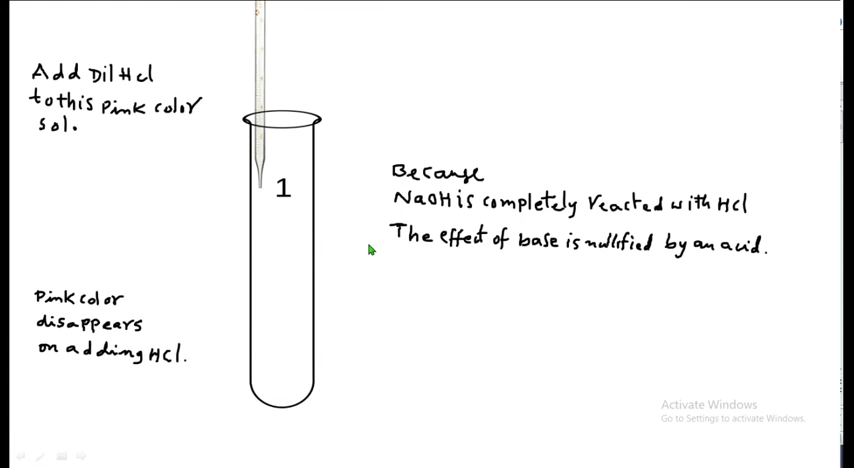 Add Dil Hcl
to this pink color
sol.
1
Because
NaOH is completely reacted with HCl
The effect of base is nullified by an acid.
Pink color
disappears
on adding HCl.
Activate Windows
Go to Settings to activate Windows.